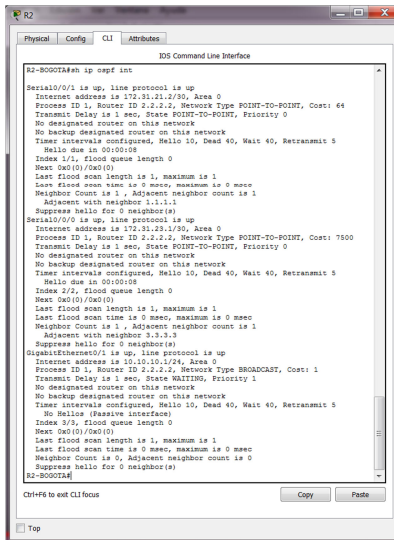 R2
Physical Config CLI Attributes
IOS Command Line Interface
R2-BOGOTA#sh ip ospf int
Serial0/0/1 is up, line protocol is up
Internet address is 172.31.21.2/30, Area 0
Process ID 1, Router ID 2.2.2.2, Network Type POINT-TO-POINT, Cost: 64
Transmit Delay is 1 sec, State POINT-TO-POINT, Priority 0
No designated router on this network
No backup designated router on this network
Timer intervals configured, Hello 10, Dead 40, Wait 40, Retransmit 5
Hello due in 00:00:08
Index 1/1, flood queue length 0
Next 0x0(0)/0x0(0)
Last flood scan length is 1, maximum is 1
Last flood scan time is 0 msec, maximum is 0 msec
Neighbor Count is 1 , Adjacent neighbor count is 1
Adjacent with neighbor 1.1.1.1
Suppress hello for 0 neighbor(s)
Serial0/0/0 is up, line protocol is up
Internet address is 172.31.23.1/30, Area 0
Process ID 1, Router ID 2.2.2.2, Network Type POINT-TO-POINT, Cost: 7500
Transmit Delay is 1 sec, State POINT-TO-POINT, Priority 0
No designated router on this network
No backup designated router on this network
Timer intervals configured, Hello 10, Dead 40, Wait 40, Retransmit 5
Hello due in 00:00:08
Index 2/2, flood queue length 0
Next 0x0(0)/0x0(0)
Last flood scan length is 1, maximum is 1
Last flood scan time is 0 msec, maximum is 0 msec
Neighbor Count is 1 , Adjacent neighbor count is 1
Adjacent with neighbor 3.3.3.3
Suppress hello for 0 neighbor(s)
GigabitEthernet0/1 is up, line protocol is up
Internet address is 10.10.10.1/24, Area 0
Process ID 1, Router ID 2.2.2.2, Network Type BROADCAST, Cost: 1
Transmit Delay is 1 sec, State WAITING, Priority 1
No designated router on this network
No backup designated router on this network
Timer intervals configured, Hello 10, Dead 40, Wait 40, Retransmit 5
No Hellos (Passive interface)
Index 3/3, flood queue length 0
Next 0x0(0)/0x0(0)
Last flood scan length is 1, maximum is 1
Last flood scan time is 0 msec, maximum is 0 msec
Neighbor Count is 0, Adjacent neighbor count is 0
Suppress hello for 0 neighbor(s)
R2-BOGOTA#
Ctrl+F6 to exit CLI focus
Copy Paste
Top